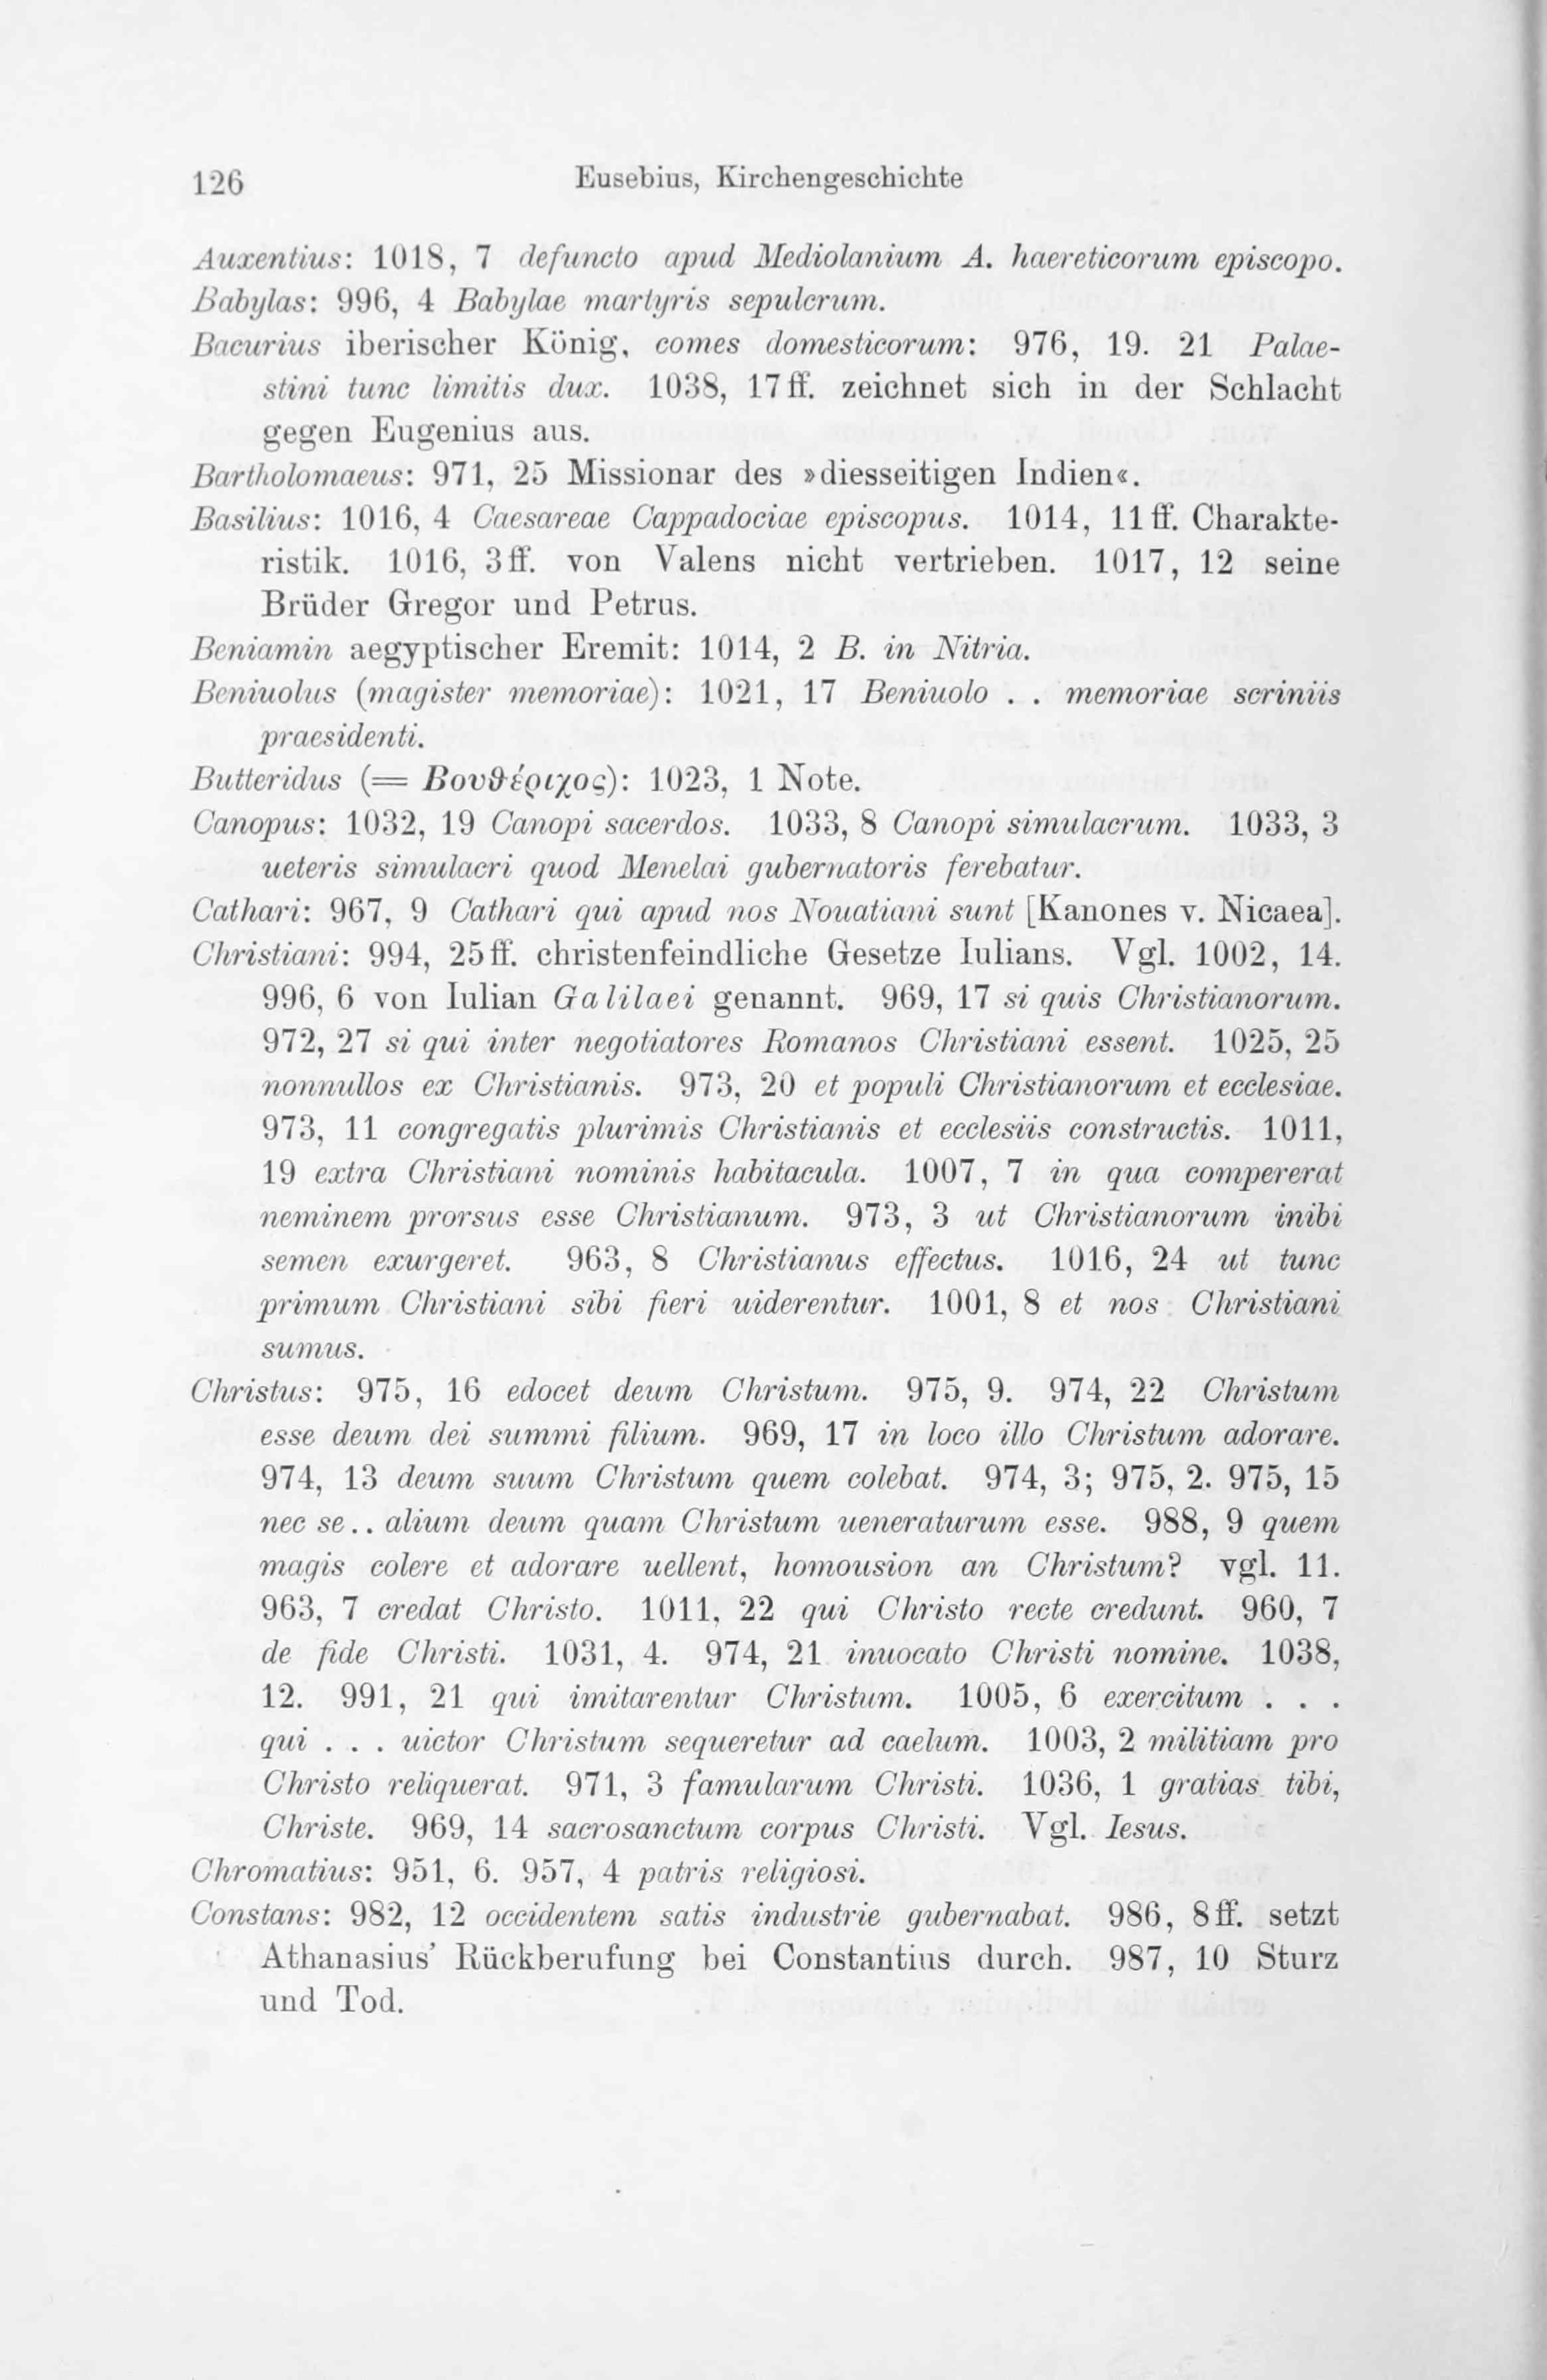 126
Eusebius, Kirchengeschichte
Auxentius: 1018, 7 defuncto apud Mediolanium A. haereticorum episcopo.
Babylas: 996, 4 Babylae martyris sepulcrum.
Bacurius iberischer König, comes domesticorum: 976, 19. 21 Palae-
stini tunc limitis dux. 1038, 17 ff. zeichnet sich in der Schlacht
gegen Eugenius aus.
Bartholomaeus: 971, 25 Missionar des »diesseitigen Indien«.
Basilius: 1016, 4 Caesareae Cappadociae episcopus. 1014, 11 ff. Charakte-
ristik. 1016, 3 ff. von Valens nicht vertrieben. 1017, 12 seine
Brüder Gregor und Petrus.
Beniamin aegyptischer Eremit: 1014, 2 B. in Nitria.
Beniuolus (magister memoriae): 1021, 17 Beniuolo . . memoriae scriniis
praesidenti.
Butteridus (= Βουθέριχος): 1023, 1 Note.
Canopus: 1032, 19 Canopi sacerdos. 1033, 8 Canopi simulacrum. 1033, 3
ueteris simulacri quod Menelai gubernatoris ferebatur.
Cathari: 967, 9 Cathari qui apud nos Nouatiani sunt [Kanones v. Nicaea].
Christiani: 994, 25 ff. christenfeindliche Gesetze Iulians. Vgl. 1002, 14.
996, 6 von Iulian Galilaei genannt. 969, 17 si quis Christianorum.
972, 27 si qui inter negotiatores Romanos Christiani essent. 1025, 25
nonnullos ex Christianis. 973, 20 et populi Christianorum et ecclesiae.
973, 11 congregatis plurimis Christianis et ecclesiis constructis. 1011,
19 extra Christiani nominis habitacula. 1007, 7 in qua compererat
neminem prorsus esse Christianum. 973, 3 ut Christianorum inibi
semen exurgeret. 963, 8 Christianus effectus. 1016, 24 ut tunc
primum Christiani sibi fieri uiderentur. 1001, 8 et nos Christiani
sumus.
Christus: 975, 16 edocet deum Christum. 975, 9. 974, 22 Christum
esse deum dei summi filium. 969, 17 in loco illo Christum adorare.
974, 13 deum suum Christum quem colebat. 974, 3; 975, 2. 975, 15
nec se . . alium deum quam Christum ueneraturum esse. 988, 9 quem
magis colere et adorare uellent, homousion an Christum? vgl. 11.
963, 7 credat Christo. 1011, 22 qui Christo recte credunt. 960, 7
de fide Christi. 1031, 4. 974, 21 inuocato Christi nomine. 1038,
12. 991, 21 qui imitarentur Christum. 1005, 6 exercitum . . .
qui . . . uictor Christum sequeretur ad caelum. 1003, 2 militiam pro
Christo reliquerat. 971, 3 famularum Christi. 1036, 1 gratias tibi,
Christe. 969, 14 sacrosanctum corpus Christi. Vgl. Iesus.
Chromatius: 951, 6. 957, 4 patris religiosi.
Constans: 982, 12 occidentem satis industrie gubernabat. 986, 8 ff. setzt
Athanasius’ Rückberufung bei Constantius durch. 987, 10 Sturz
und Tod.